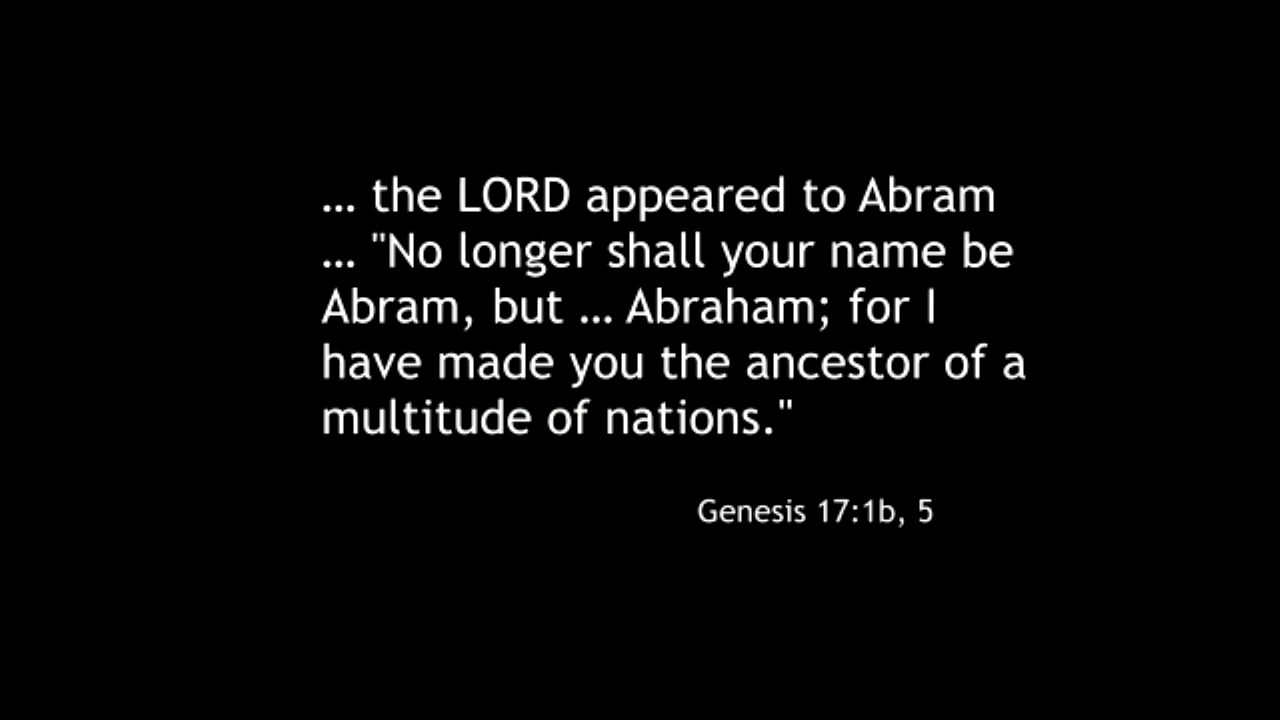 … the LORD appeared to Abram
… "No longer shall your name be
Abram, but … Abraham; for I
have made you the ancestor of a
multitude of nations."
Genesis 17:1b, 5